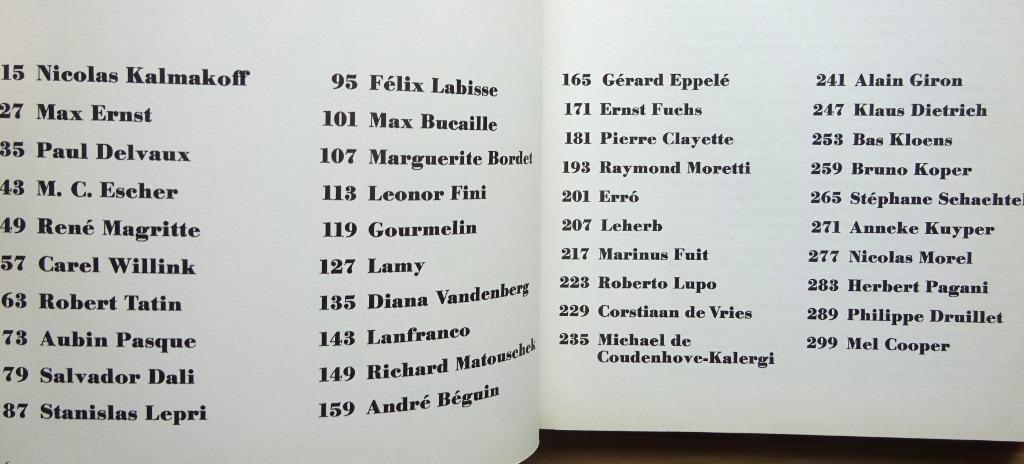 15 Nicolas Kalmakoff
27 Max Ernst
35 Paul Delvaux
43 M. C. Escher
49 René Magritte
57 Carel Willink
63 Robert Tatin
73 Aubin Pasque
79 Salvador Dali
87 Stanislas Lepri
95 Félix Labisse
101 Max Bucaille
107 Marguerite Bordet
113 Leonor Fini
119 Gourmelin
127 Lamy
135 Diana Vandenberg
143 Lanfranco
149 Richard Matouschek
159 André Béguin
165 Gérard Eppelé
171 Ernst Fuchs
181 Pierre Clayette
193 Raymond Moretti
201 Erró
207 Leherb
217 Marinus Fuit
223 Roberto Lupo
229 Corstiaan de Vries
235 Michael de
Coudenhove-Kalergi
241 Alain Giron
247 Klaus Dietrich
253 Bas Kloens
259 Bruno Koper
265 Stéphane Schachtel
271 Anneke Kuyper
277 Nicolas Morel
283 Herbert Pagani
289 Philippe Druillet
299 Mel Cooper